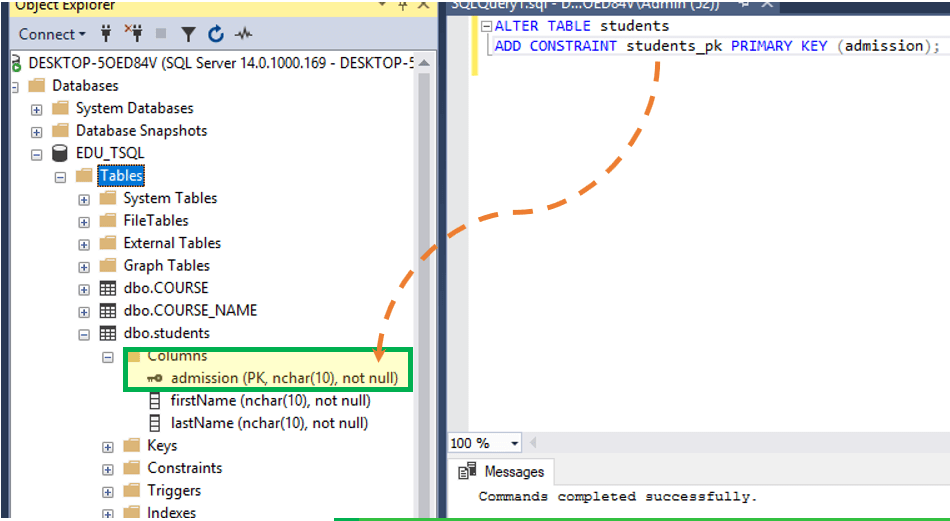 Object Explorer
Connect
DESKTOP-5OED84V (SQL Server 14.0.1000.169 - DESKTOP-5
Databases
System Databases
Database Snapshots
EDU_TSQL
Tables
System Tables
FileTables
External Tables
Graph Tables
dbo.COURSE
dbo.COURSE_NAME
dbo.students
Columns
admission (PK, nchar(10), not null)
firstName (nchar(10), not null)
lastName (nchar(10), not null)
Keys
Constraints
Triggers
Indexes
SQLQuery1.sql - D...OED84V\Admin (52))
ALTER TABLE students
ADD CONSTRAINT students_pk PRIMARY KEY (admission);
100 %
Messages
Commands completed successfully.